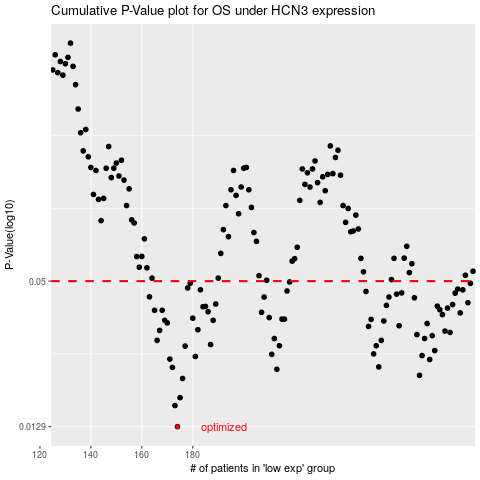 Cumulative P-Value plot for OS under HCN3 expression
P-Value(log10)
0.05
0.0129
optimized
120 140 160 180
# of patients in 'low exp' group